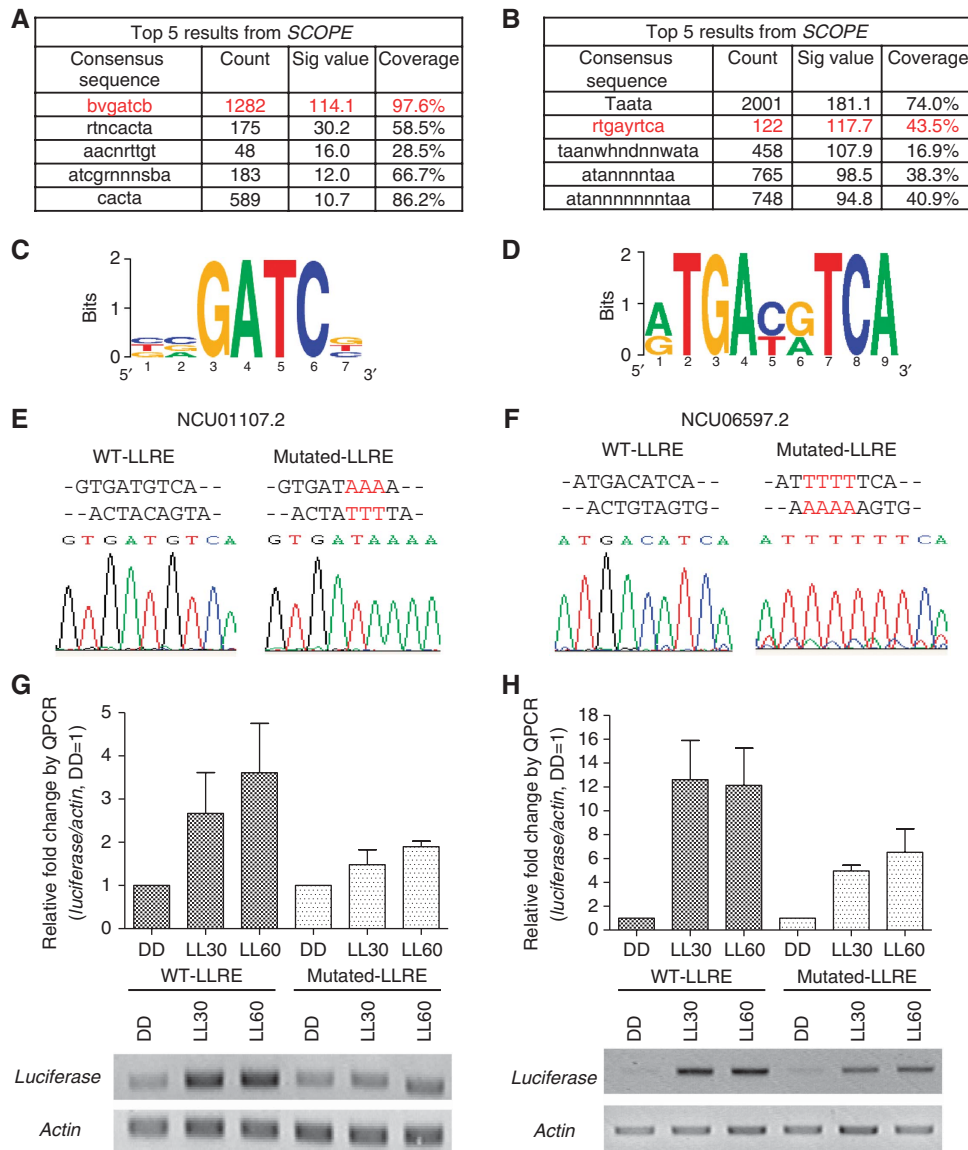 A
Top 5 results from SCOPE
Consensus sequence Count Sig value Coverage
bvgatcb 1282 114.1 97.6%
rtncacta 175 30.2 58.5%
aacnrttgt 48 16.0 28.5%
atcgrnnnsba 183 12.0 66.7%
cacta 589 10.7 86.2%
B
Top 5 results from SCOPE
Consensus sequence Count Sig value Coverage
Taata 2001 181.1 74.0%
rtgayrtca 122 117.7 43.5%
taanwhndnnwata 458 107.9 16.9%
atannnntaa 765 98.5 38.3%
atannnnnnntaa 748 94.8 40.9%
C
2
1
0
Bits
C C G A T C G
T G T
G A C
5′ 1 2 3 4 5 6 7 3′
D
2
1
0
Bits
A T G A C G T C A
G T A
5′ 1 2 3 4 5 6 7 8 9 3′
E
NCU01107.2
WT-LLRE Mutated-LLRE
-GTGATGTCA-- -GTGATAAAA--
--ACTACAGTA- --ACTATTTTA-
G T G A T G T C A G T G A T A A A A
F
NCU06597.2
WT-LLRE Mutated-LLRE
--ATGACATCA- --ATTTTTTCA-
--ACTGTAGTG- --AAAAAAGTG-
A T G A C A T C A A T T T T T T C A
G
Relative fold change by QPCR
(luciferase/actin, DD=1)
5
4
3
2
1
0
DD LL30 LL60 DD LL30 LL60
WT-LLRE Mutated-LLRE
DD LL30 LL60 DD LL30 LL60
Luciferase
Actin
H
Relative fold change by QPCR
(luciferase/actin, DD=1)
18
16
14
12
10
8
6
4
2
0
DD LL30 LL60 DD LL30 LL60
WT-LLRE Mutated-LLRE
DD LL30 LL60 DD LL30 LL60
Luciferase
Actin